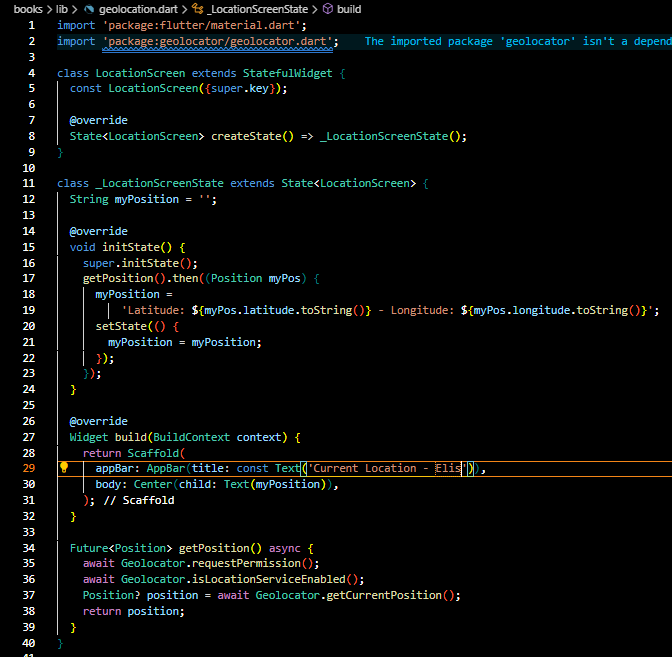 books > lib > geolocation.dart > _LocationScreenState > build
1 import 'package:flutter/material.dart';
2 import 'package:geolocator/geolocator.dart'; The imported package 'geolocator' isn't a depend
3
4 class LocationScreen extends StatefulWidget {
5 const LocationScreen({super.key});
6
7 @override
8 State<LocationScreen> createState() => _LocationScreenState();
9 }
10
11 class _LocationScreenState extends State<LocationScreen> {
12 String myPosition = '';
13
14 @override
15 void initState() {
16 super.initState();
17 getPosition().then((Position myPos) {
18 myPosition =
19 'Latitude: ${myPos.latitude.toString()} - Longitude: ${myPos.longitude.toString()}';
20 setState(() {
21 myPosition = myPosition;
22 });
23 });
24 }
25
26 @override
27 Widget build(BuildContext context) {
28 return Scaffold(
29 appBar: AppBar(title: const Text('Current Location - Elis')),
30 body: Center(child: Text(myPosition)),
31 ); // Scaffold
32 }
33
34 Future<Position> getPosition() async {
35 await Geolocator.requestPermission();
36 await Geolocator.isLocationServiceEnabled();
37 Position? position = await Geolocator.getCurrentPosition();
38 return position;
39 }
40 }
41